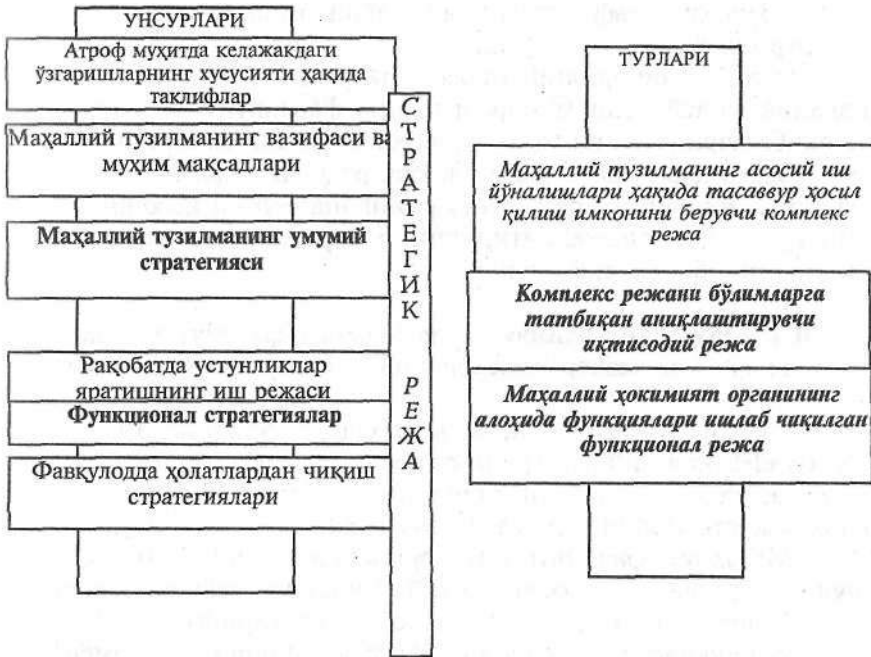 УНСУРЛАРИ
Атроф муҳитда келажакдаги
ўзгаришларнинг хусусияти ҳақида
таклифлар
Маҳаллий тузилманинг вазифаси ва
муҳим мақсадлари
Маҳаллий тузилманинг умумий
стратегияси
Рақобатда устунликлар
яратишнинг иш режаси
Функционал стратегиялар
Фавқулодда ҳолатлардан чиқиш
стратегиялари
СТРАТЕГИК РЕЖА
ТУРЛАРИ
Маҳаллий тузилманинг асосий иш
йўналишлари ҳақида тасаввур ҳосил
қилиш имконини берувчи комплекс
режа
Комплекс режани бўлимларга
татбиқан аниқлаштирувчи
иқтасодий режа
Маҳаллий ҳокимият органининг
алоҳида функциялари ишлаб чиқилган
функционал режа